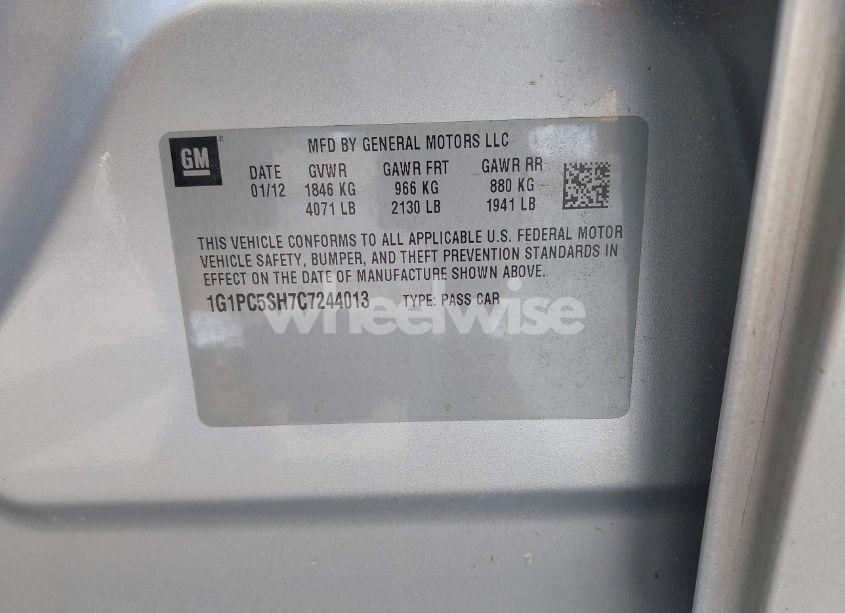 GM
MFD BY GENERAL MOTORS LLC
DATE GVWR GAWR FRT GAWR RR
01/12 1846 KG 966 KG 880 KG
4071 LB 2130 LB 1941 LB
THIS VEHICLE CONFORMS TO ALL APPLICABLE U.S. FEDERAL MOTOR
VEHICLE SAFETY, BUMPER, AND THEFT PREVENTION STANDARDS IN
EFFECT ON THE DATE OF MANUFACTURE SHOWN ABOVE.
1G1PC5SH7C7244013 TYPE: PASS CAR
wheelwise